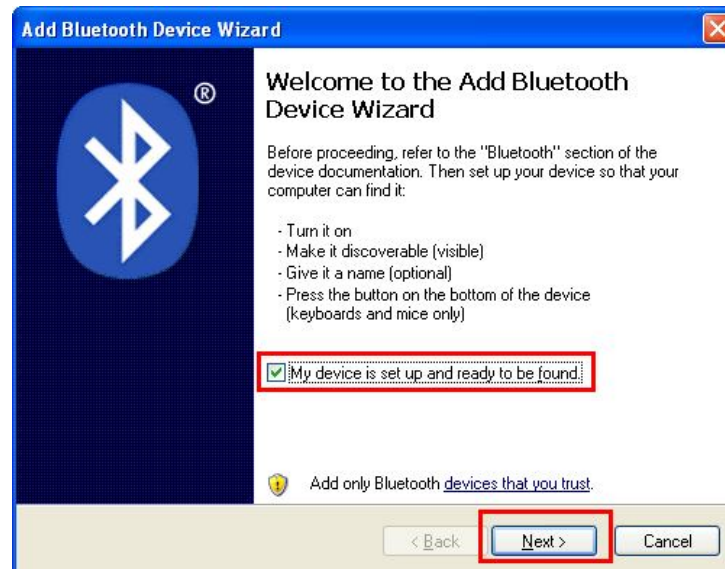 Add Bluetooth Device Wizard
®
Welcome to the Add Bluetooth
Device Wizard
Before proceeding, refer to the "Bluetooth" section of the
device documentation. Then set up your device so that your
computer can find it:
- Turn it on
- Make it discoverable (visible)
- Give it a name (optional)
- Press the button on the bottom of the device
(keyboards and mice only)
My device is set up and ready to be found.
Add only Bluetooth devices that you trust.
< Back Next > Cancel